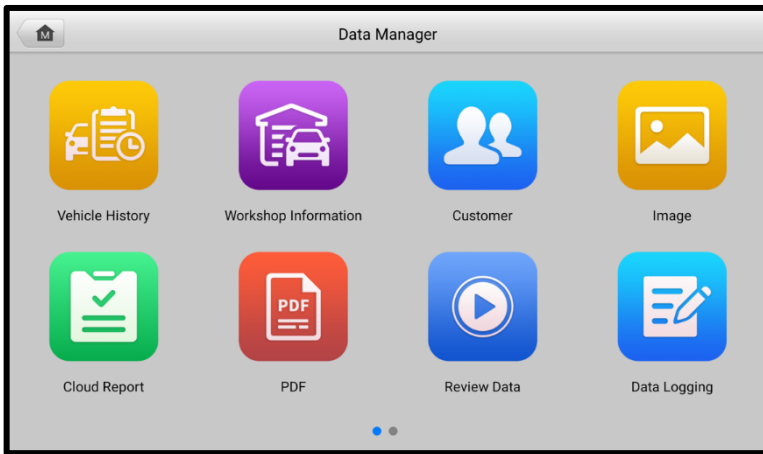 M
Data Manager
Vehicle History
Workshop Information
Customer
Image
PDF
Cloud Report
PDF
Review Data
Data Logging